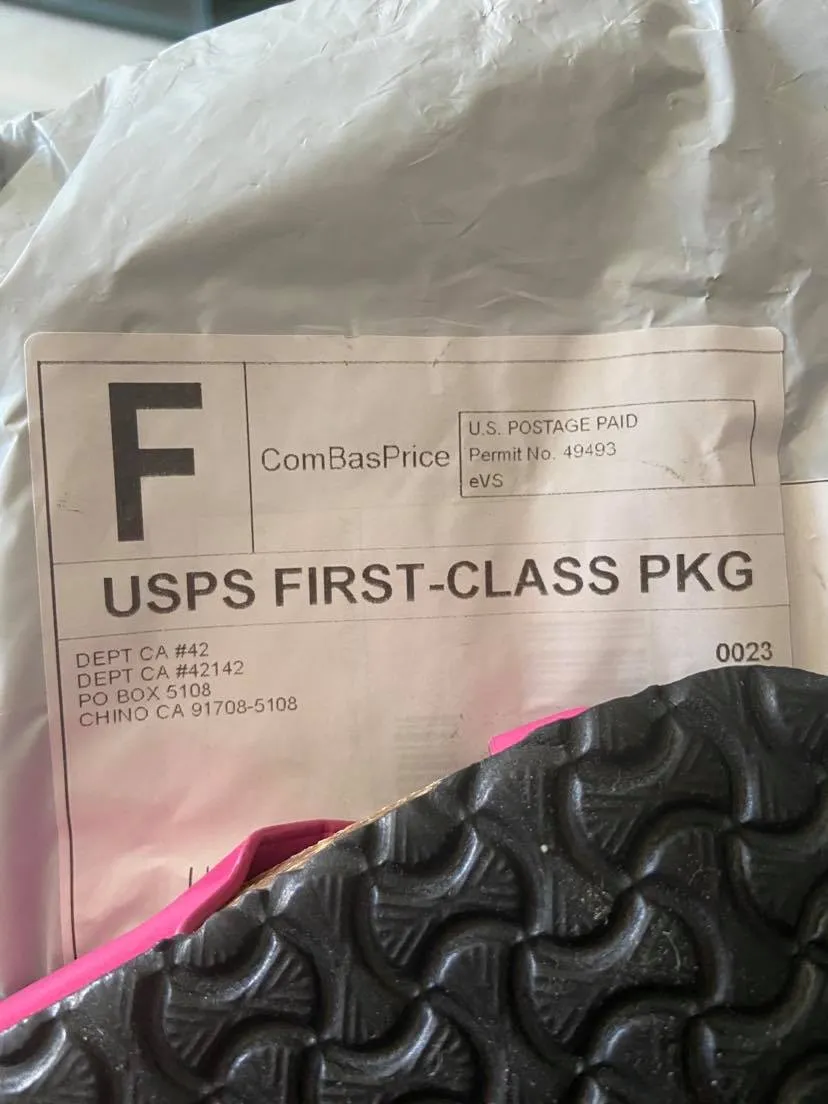 F
ComBasPrice
U.S. POSTAGE PAID
Permit No. 49493
eVS
USPS FIRST-CLASS PKG
DEPT CA #42
DEPT CA #42142
PO BOX 5108
CHINO CA 91708-5108
0023